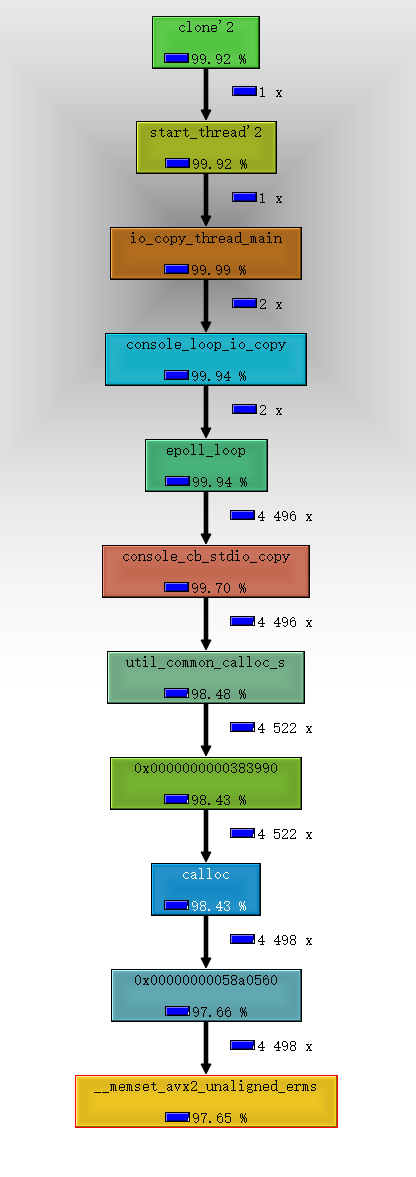 clone'2
99.92 %
1 x
start_thread'2
99.92 %
1 x
io_copy_thread_main
99.99 %
2 x
console_loop_io_copy
99.94 %
2 x
epoll_loop
99.94 %
4 496 x
console_cb_stdio_copy
99.70 %
4 496 x
util_common_calloc_s
98.48 %
4 522 x
0x0000000000383990
98.43 %
4 522 x
calloc
98.43 %
4 498 x
0x00000000058a0560
97.66 %
4 498 x
__memset_avx2_unaligned_erms
97.65 %